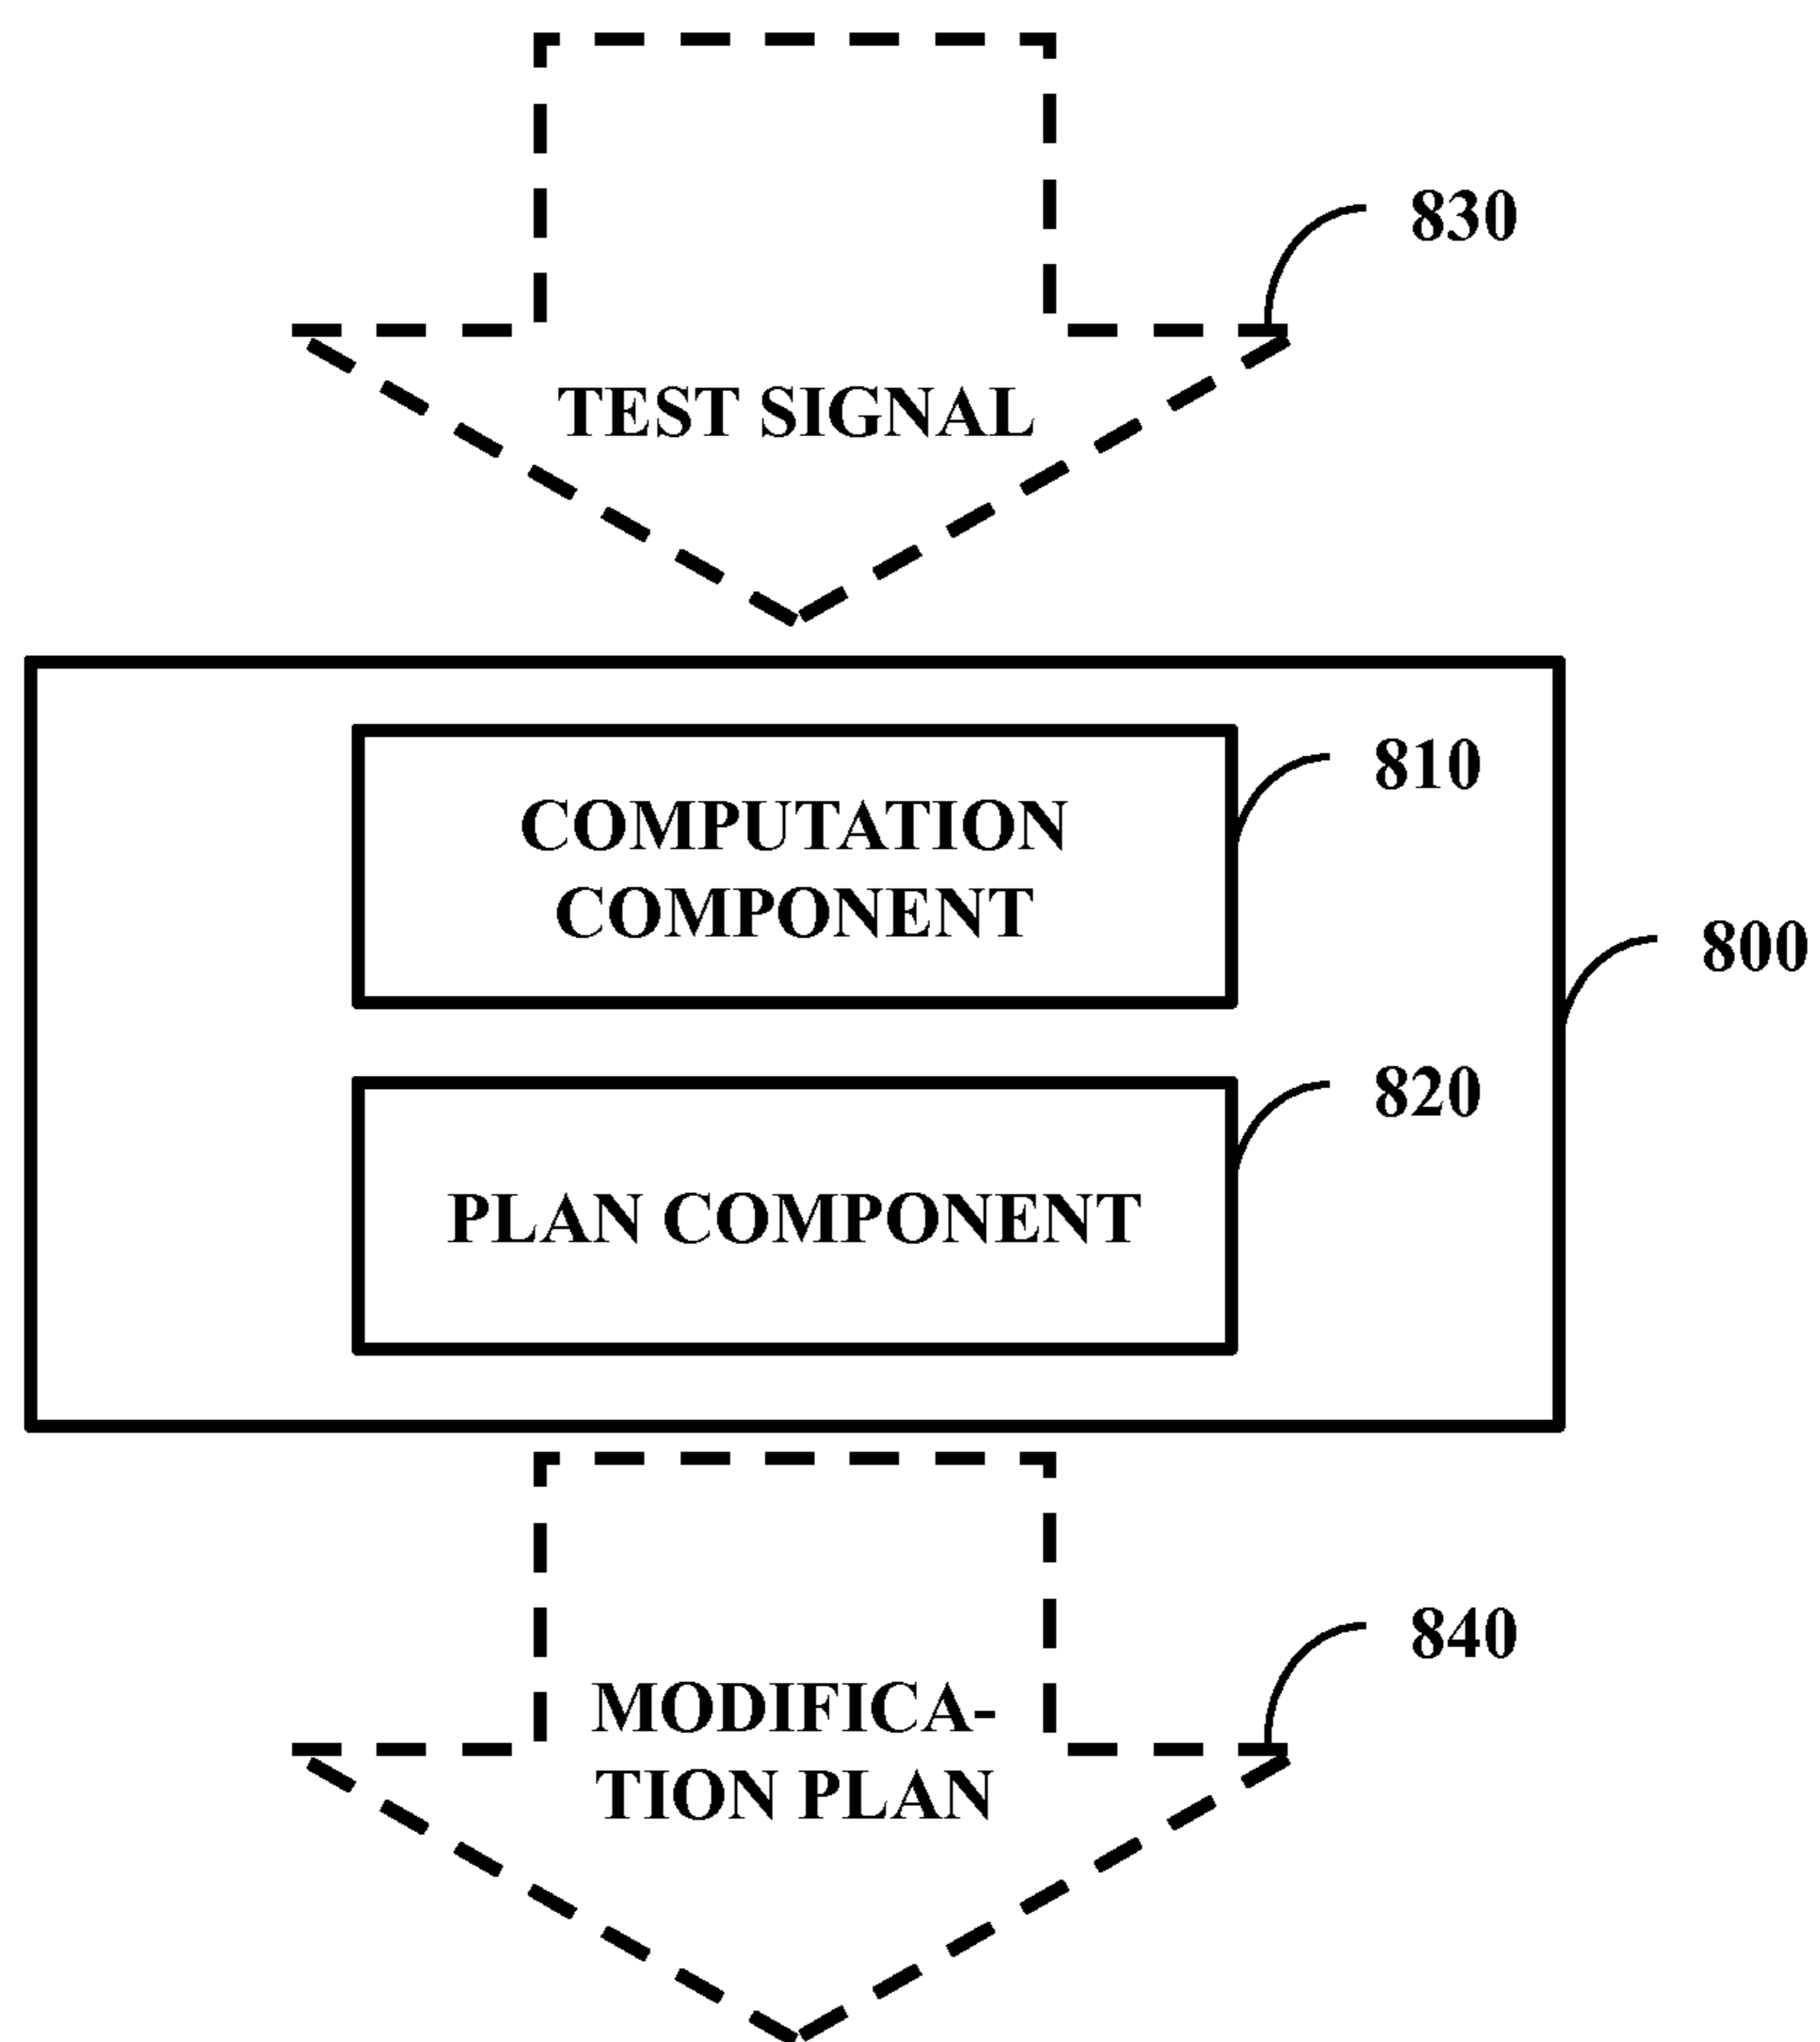 830
TEST SIGNAL
810
COMPUTATION
COMPONENT
800
820
PLAN COMPONENT
840
MODIFICA-
TION PLAN